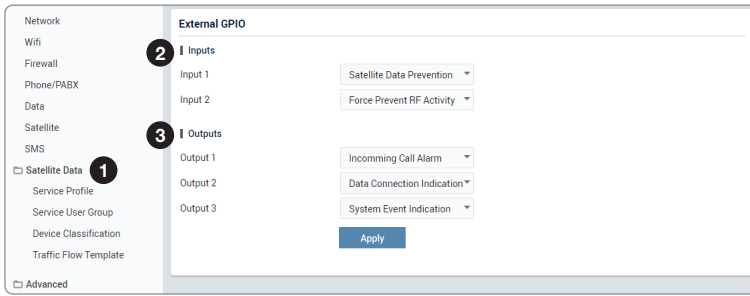 Network
Wifi
Firewall
Phone/PABX
Data
Satellite
SMS
Satellite Data 1
Service Profile
Service User Group
Device Classification
Traffic Flow Template
Advanced
External GPIO
2 Inputs
Input 1 Satellite Data Prevention
Input 2 Force Prevent RF Activity
3 Outputs
Output 1 Incomming Call Alarm
Output 2 Data Connection Indication
Output 3 System Event Indication
Apply